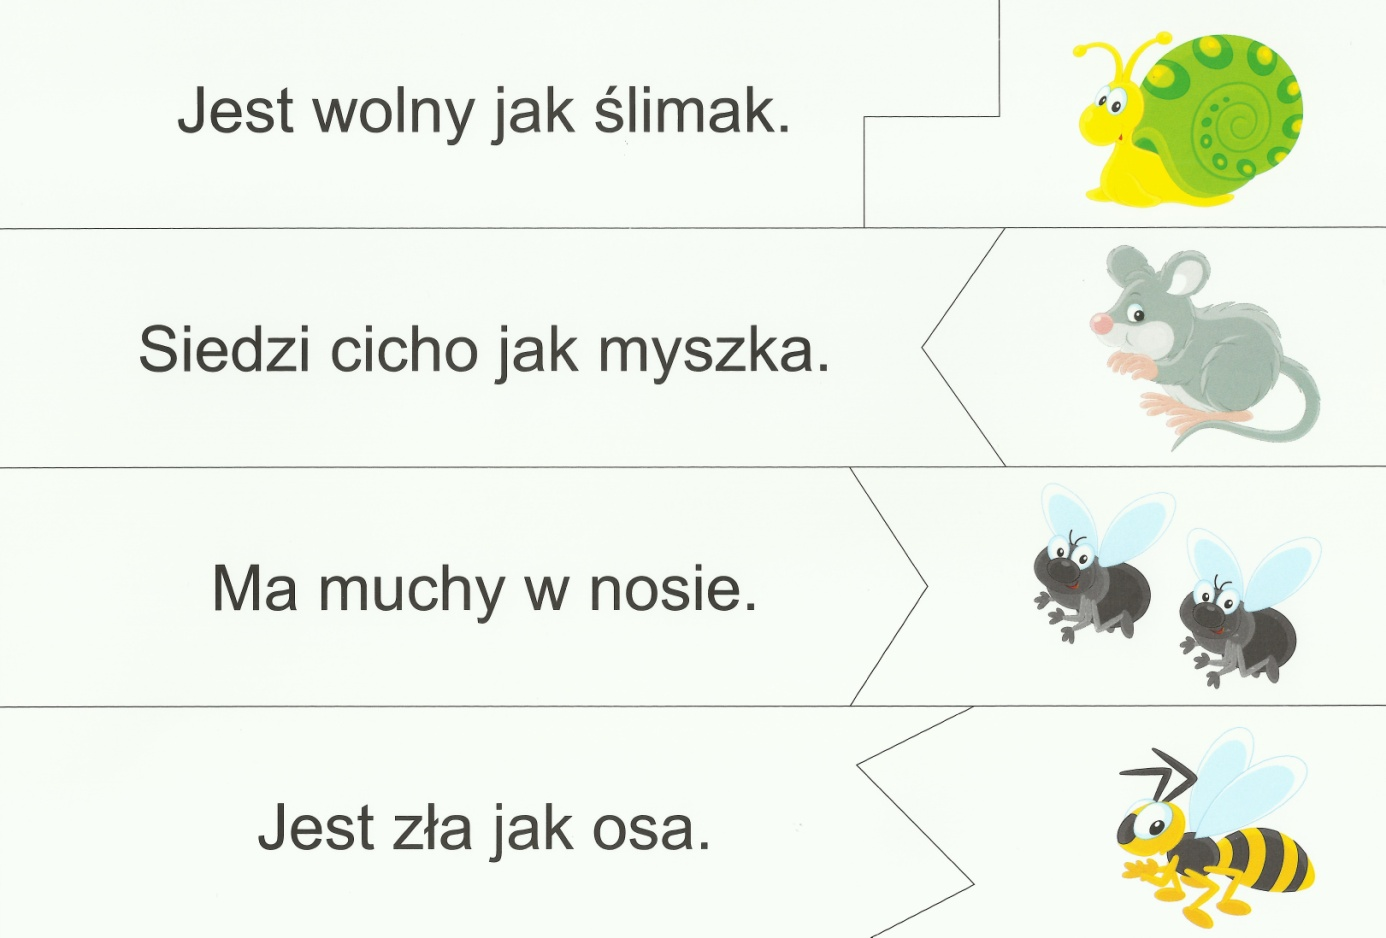 Jest wolny jak ślimak.
Siedzi cicho jak myszka.
Ma muchy w nosie.
Jest zła jak osa.